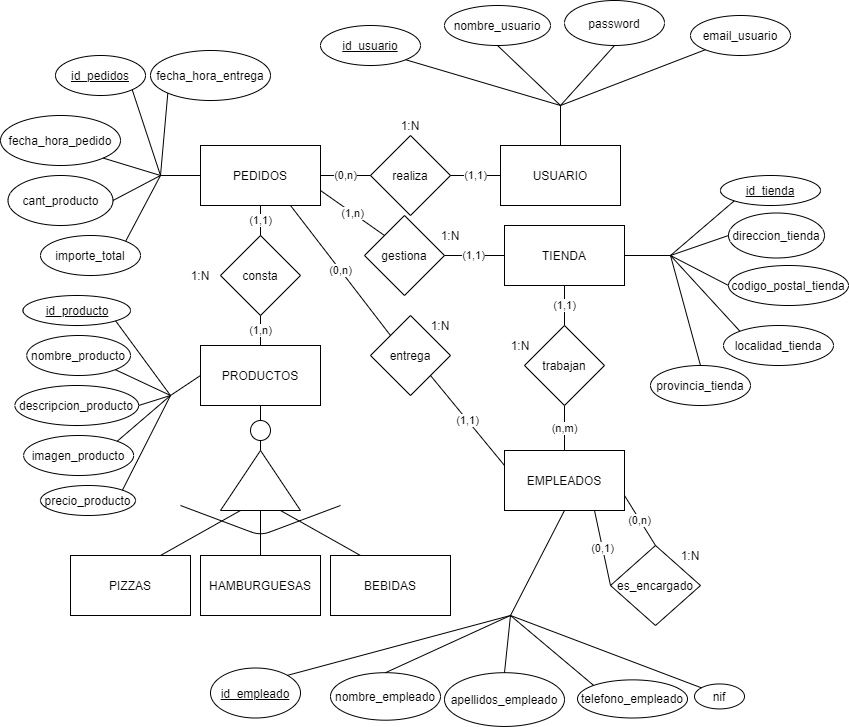 password
nombre_usuario
email_usuario
id_usuario
id_pedidos
fecha_hora_entrega
1:N
fecha_hora_pedido
PEDIDOS
(0,n)
realiza
(1,1)
USUARIO
id_tienda
cant_producto
(1,1)
(1,n)
1:N
direccion_tienda
importe_total
gestiona
(1,1)
TIENDA
1:N
consta
(0,n)
codigo_postal_tienda
id_producto
(1,1)
1:N
(1,n)
nombre_producto
entrega
1:N
localidad_tienda
trabajan
PRODUCTOS
provincia_tienda
descripcion_producto
(1,1)
(n,m)
imagen_producto
EMPLEADOS
precio_producto
(0,n)
(0,1)
1:N
PIZZAS
HAMBURGUESAS
BEBIDAS
es_encargado
id_empleado
nombre_empleado
apellidos_empleado
telefono_empleado
nif